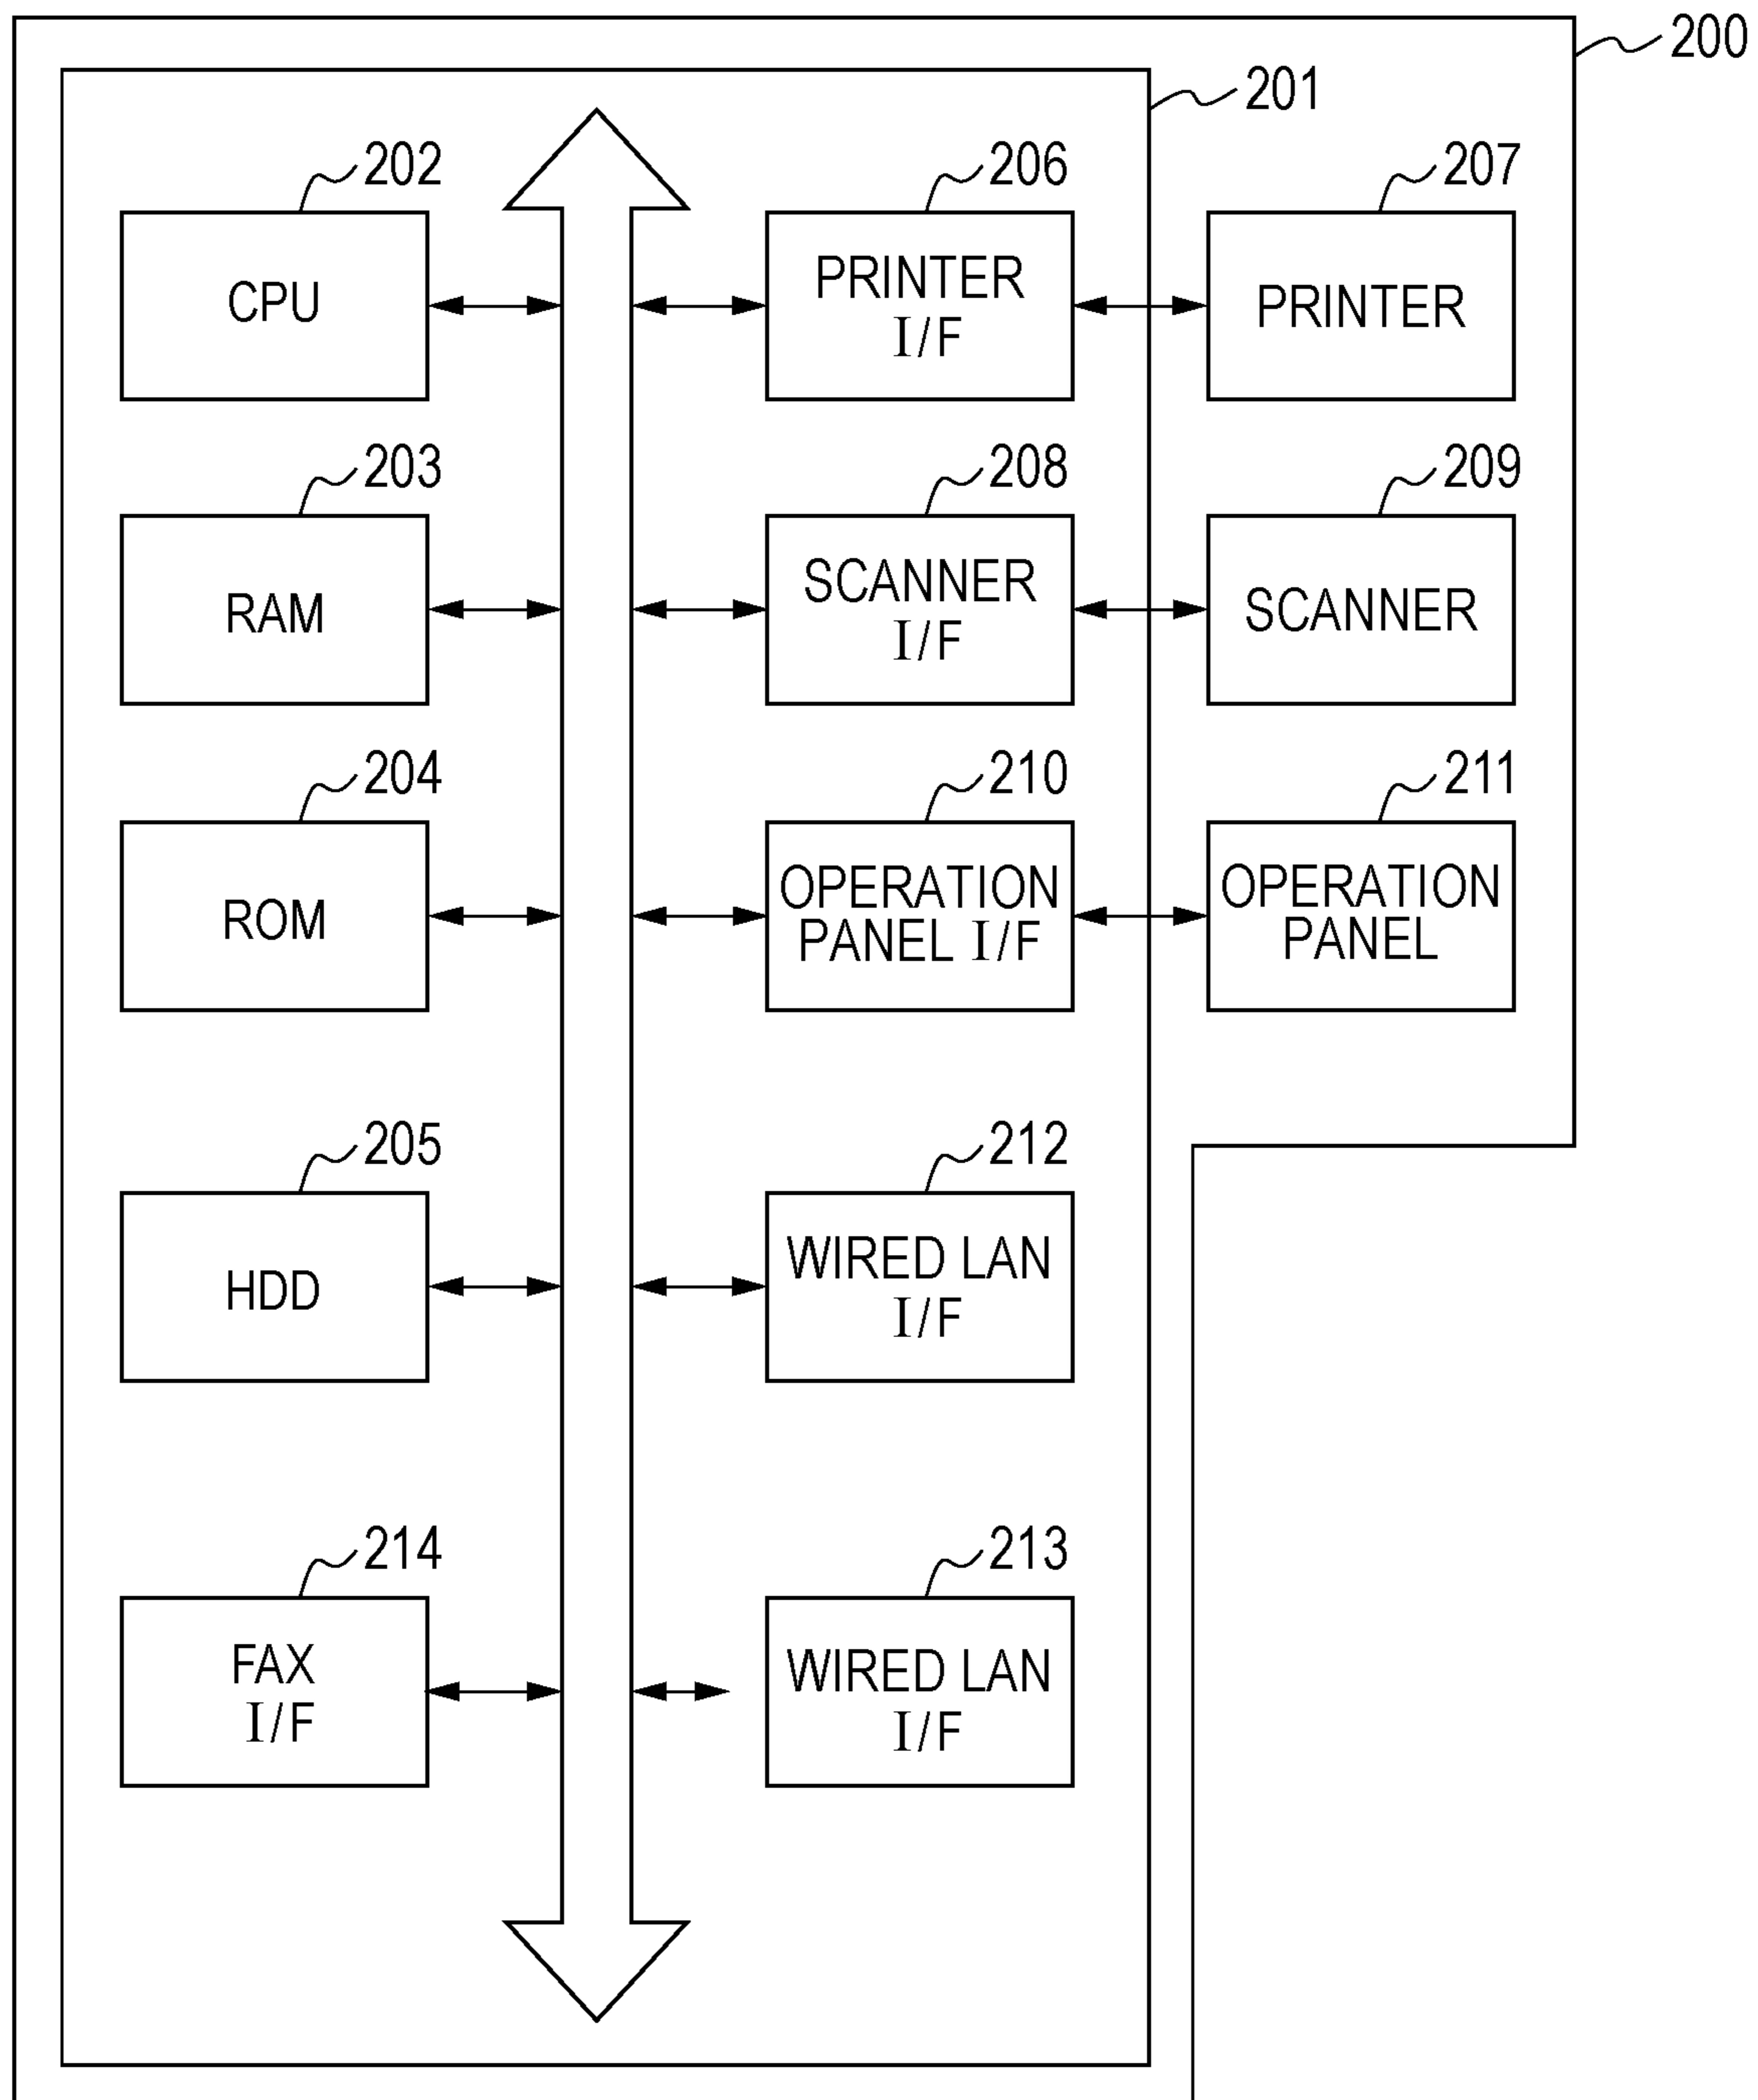 200
201
202
206
207
CPU
PRINTER
I/F
PRINTER
203
208
209
RAM
SCANNER
I/F
SCANNER
204
210
211
ROM
OPERATION
PANEL I/F
OPERATION
PANEL
205
212
HDD
WIRED LAN
I/F
214
213
FAX
I/F
WIRED LAN
I/F